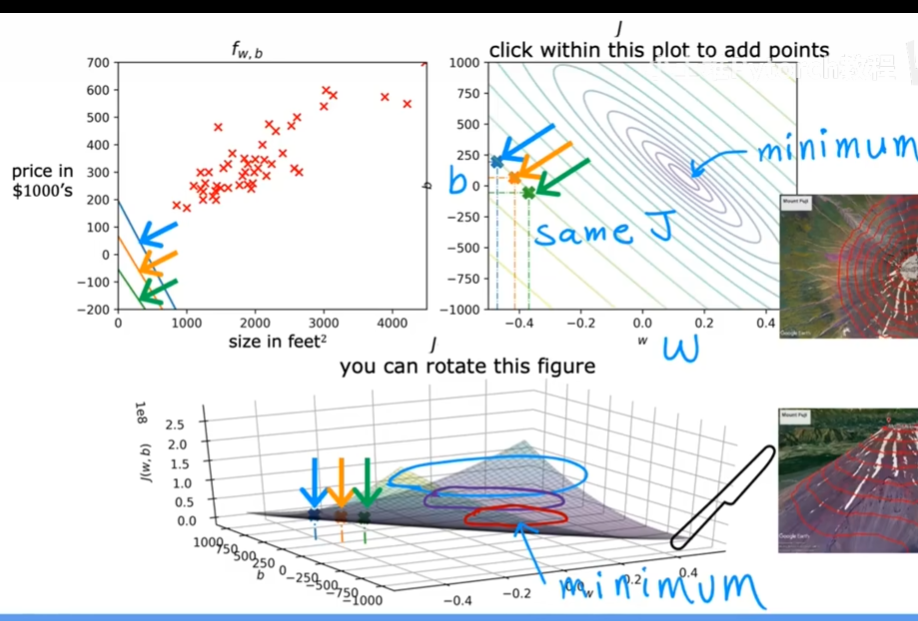 f w,b
J
click within this plot to add points
700
600
500
400
300
200
100
0
−100
−200
price in
$1000's
0 1000 2000 3000 4000
size in feet²
1000
750
500
250
0
−250
−500
−750
−1000
b
b
minimum
same J
−0.4 −0.2 0.0 0.2 0.4
w
W
Mount Fuji
Google Earth
J
you can rotate this figure
1e8
J(w,b)
2.5
2.0
1.5
1.0
0.5
0.0
1000
750
500
250
0
−250
−500
−750
−1000
b
−0.4 −0.2 0.2 0.4
w
minimum
Mount Fuji
Google Earth